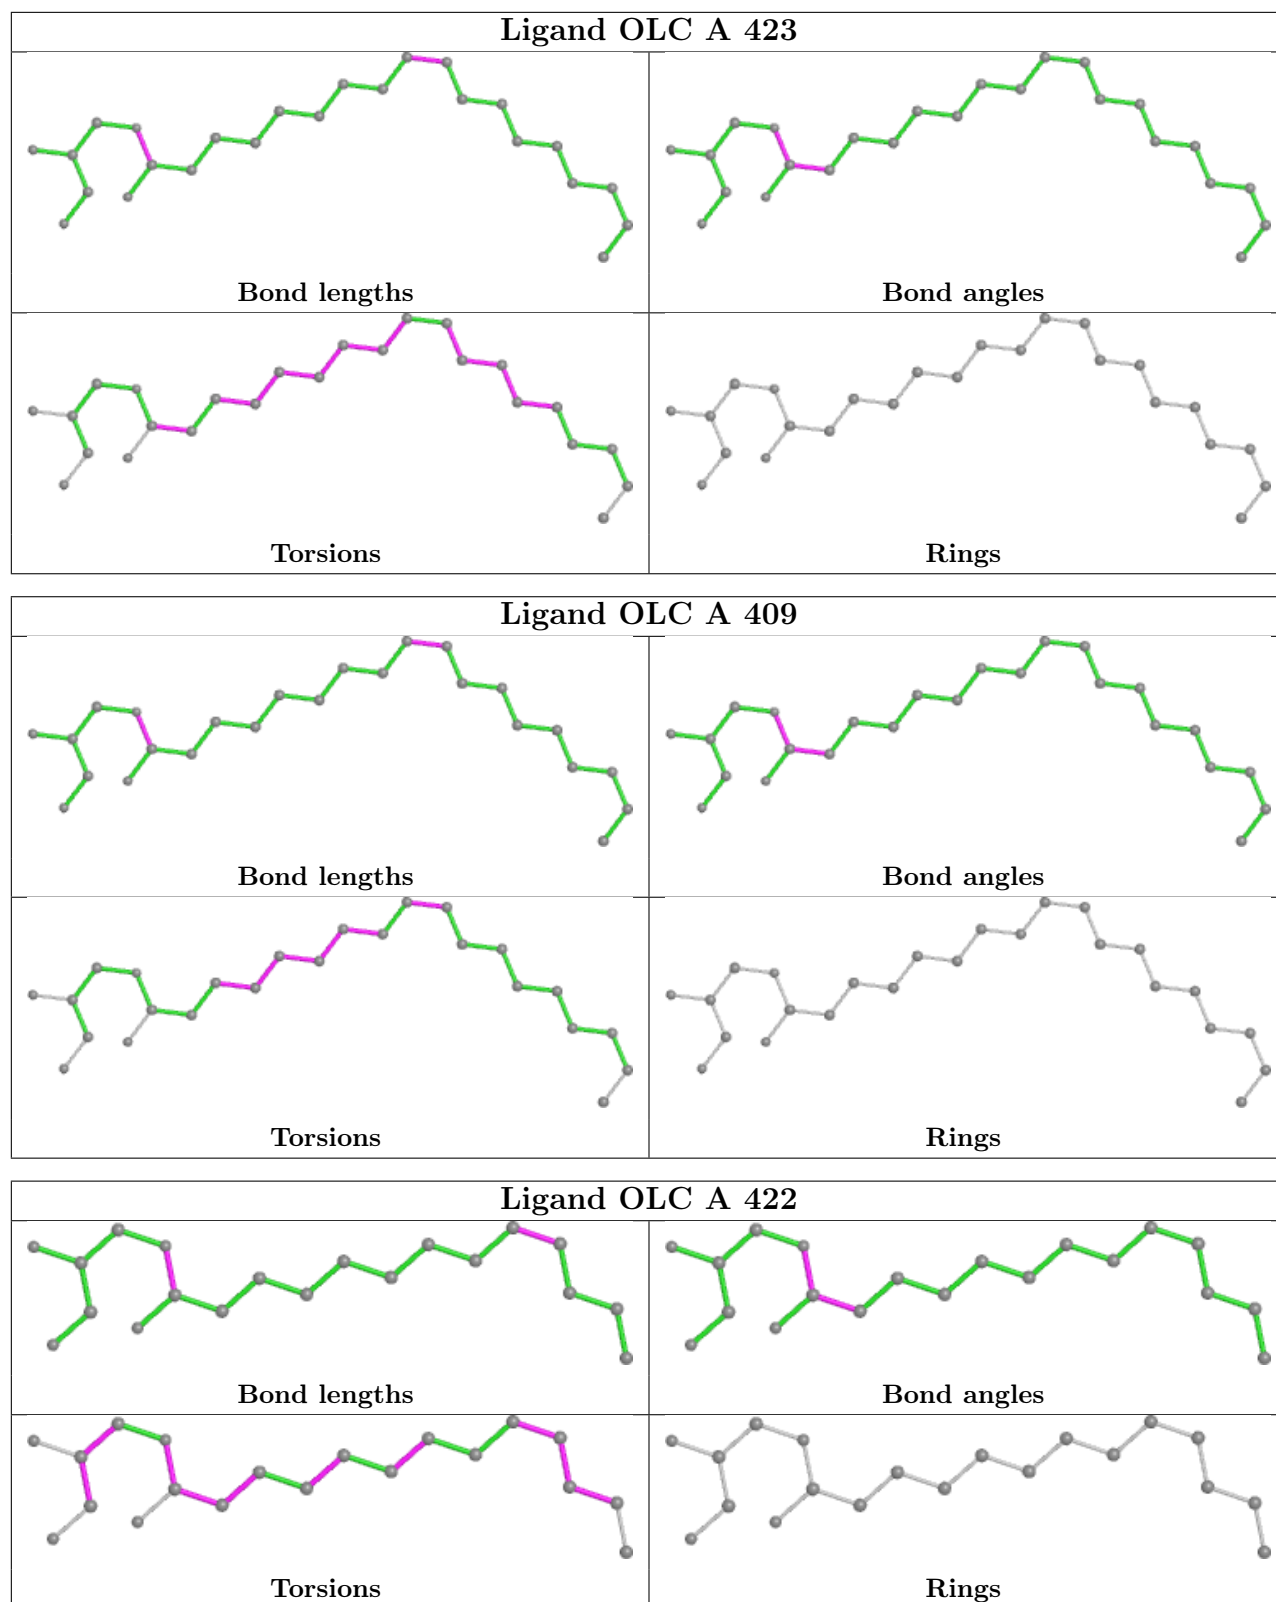 Ligand OLC A 423
Bond lengths
Bond angles
Torsions
Rings
Ligand OLC A 409
Bond lengths
Bond angles
Torsions
Rings
Ligand OLC A 422
Bond lengths
Bond angles
Torsions
Rings